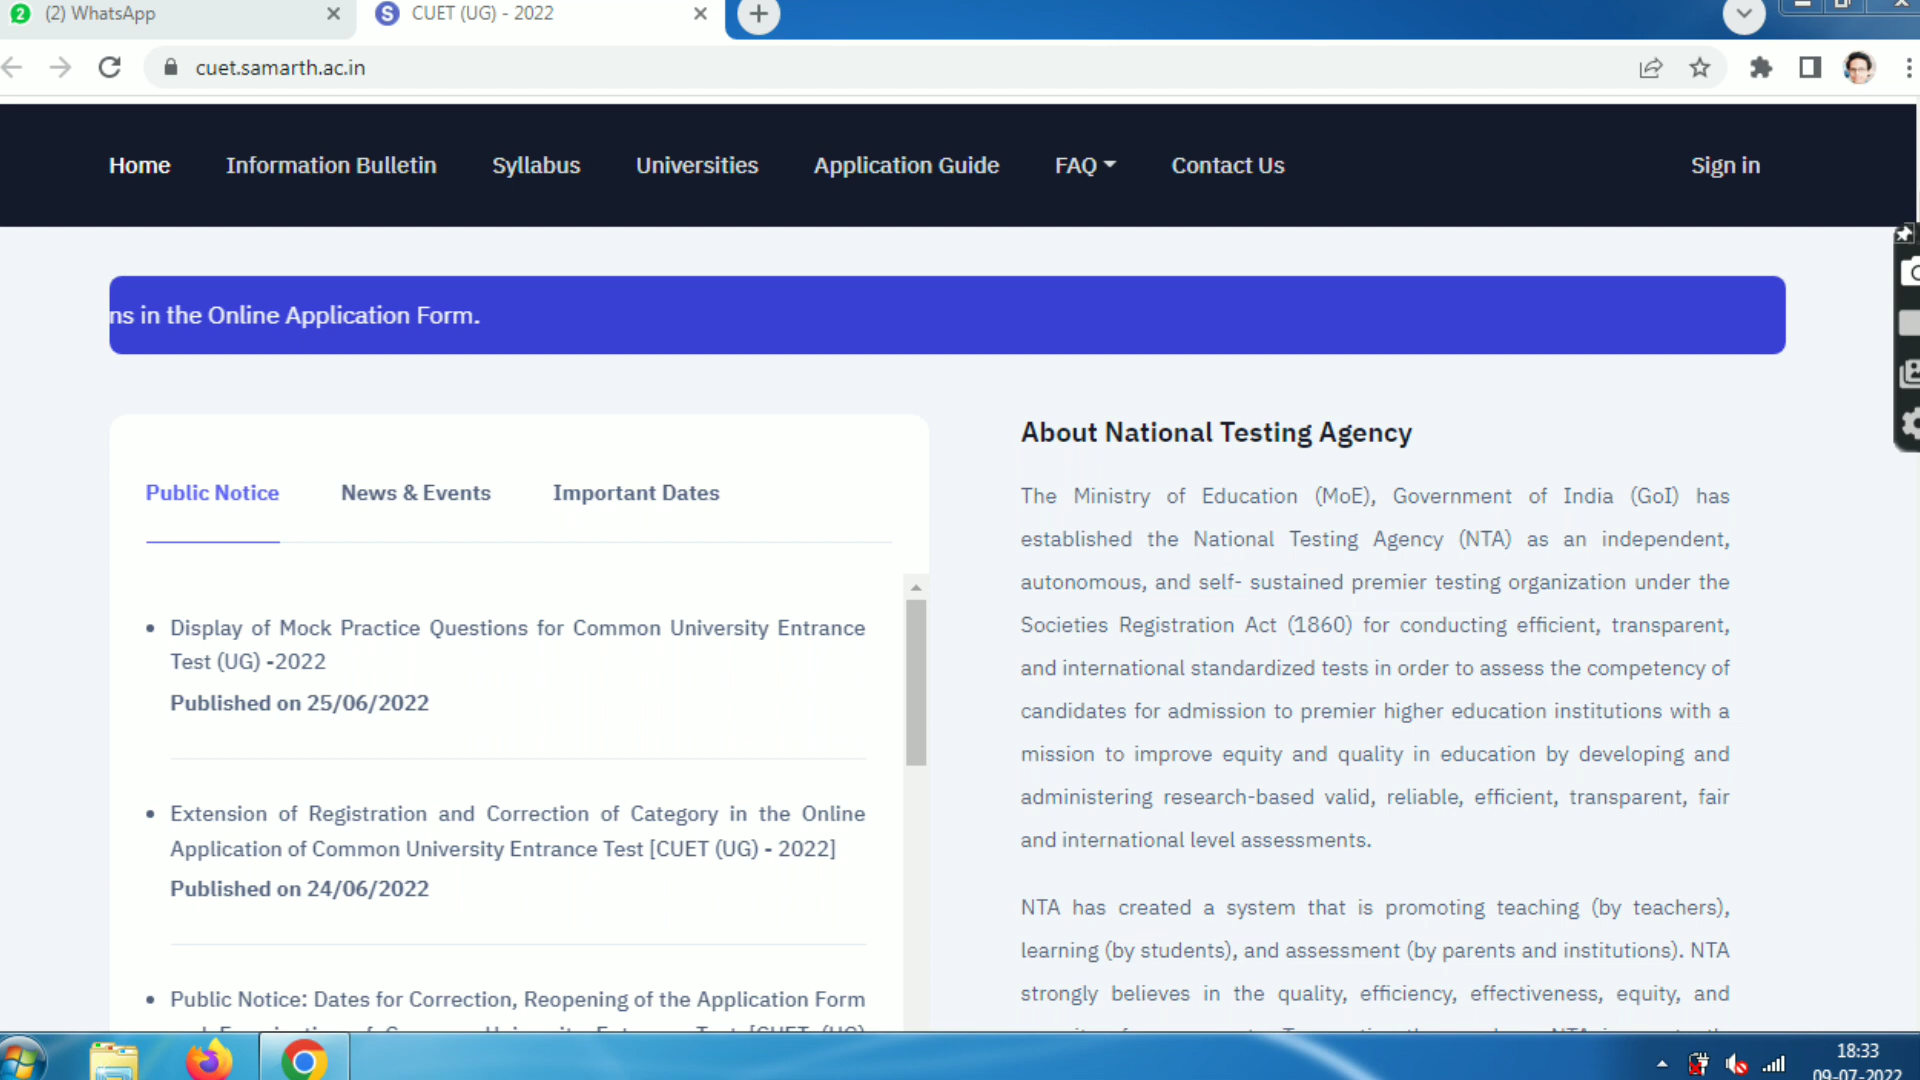 (2) WhatsApp
CUET (UG) - 2022
cuet.samarth.ac.in
Home Information Bulletin Syllabus Universities Application Guide FAQ Contact Us Sign in
ns in the Online Application Form.
Public Notice News & Events Important Dates
Display of Mock Practice Questions for Common University Entrance
Test (UG) -2022
Published on 25/06/2022
Extension of Registration and Correction of Category in the Online
Application of Common University Entrance Test [CUET (UG) - 2022]
Published on 24/06/2022
Public Notice: Dates for Correction, Reopening of the Application Form
About National Testing Agency
The Ministry of Education (MoE), Government of India (GoI) has
established the National Testing Agency (NTA) as an independent,
autonomous, and self- sustained premier testing organization under the
Societies Registration Act (1860) for conducting efficient, transparent,
and international standardized tests in order to assess the competency of
candidates for admission to premier higher education institutions with a
mission to improve equity and quality in education by developing and
administering research-based valid, reliable, efficient, transparent, fair
and international level assessments.
NTA has created a system that is promoting teaching (by teachers),
learning (by students), and assessment (by parents and institutions). NTA
strongly believes in the quality, efficiency, effectiveness, equity, and
18:33
09-07-2022